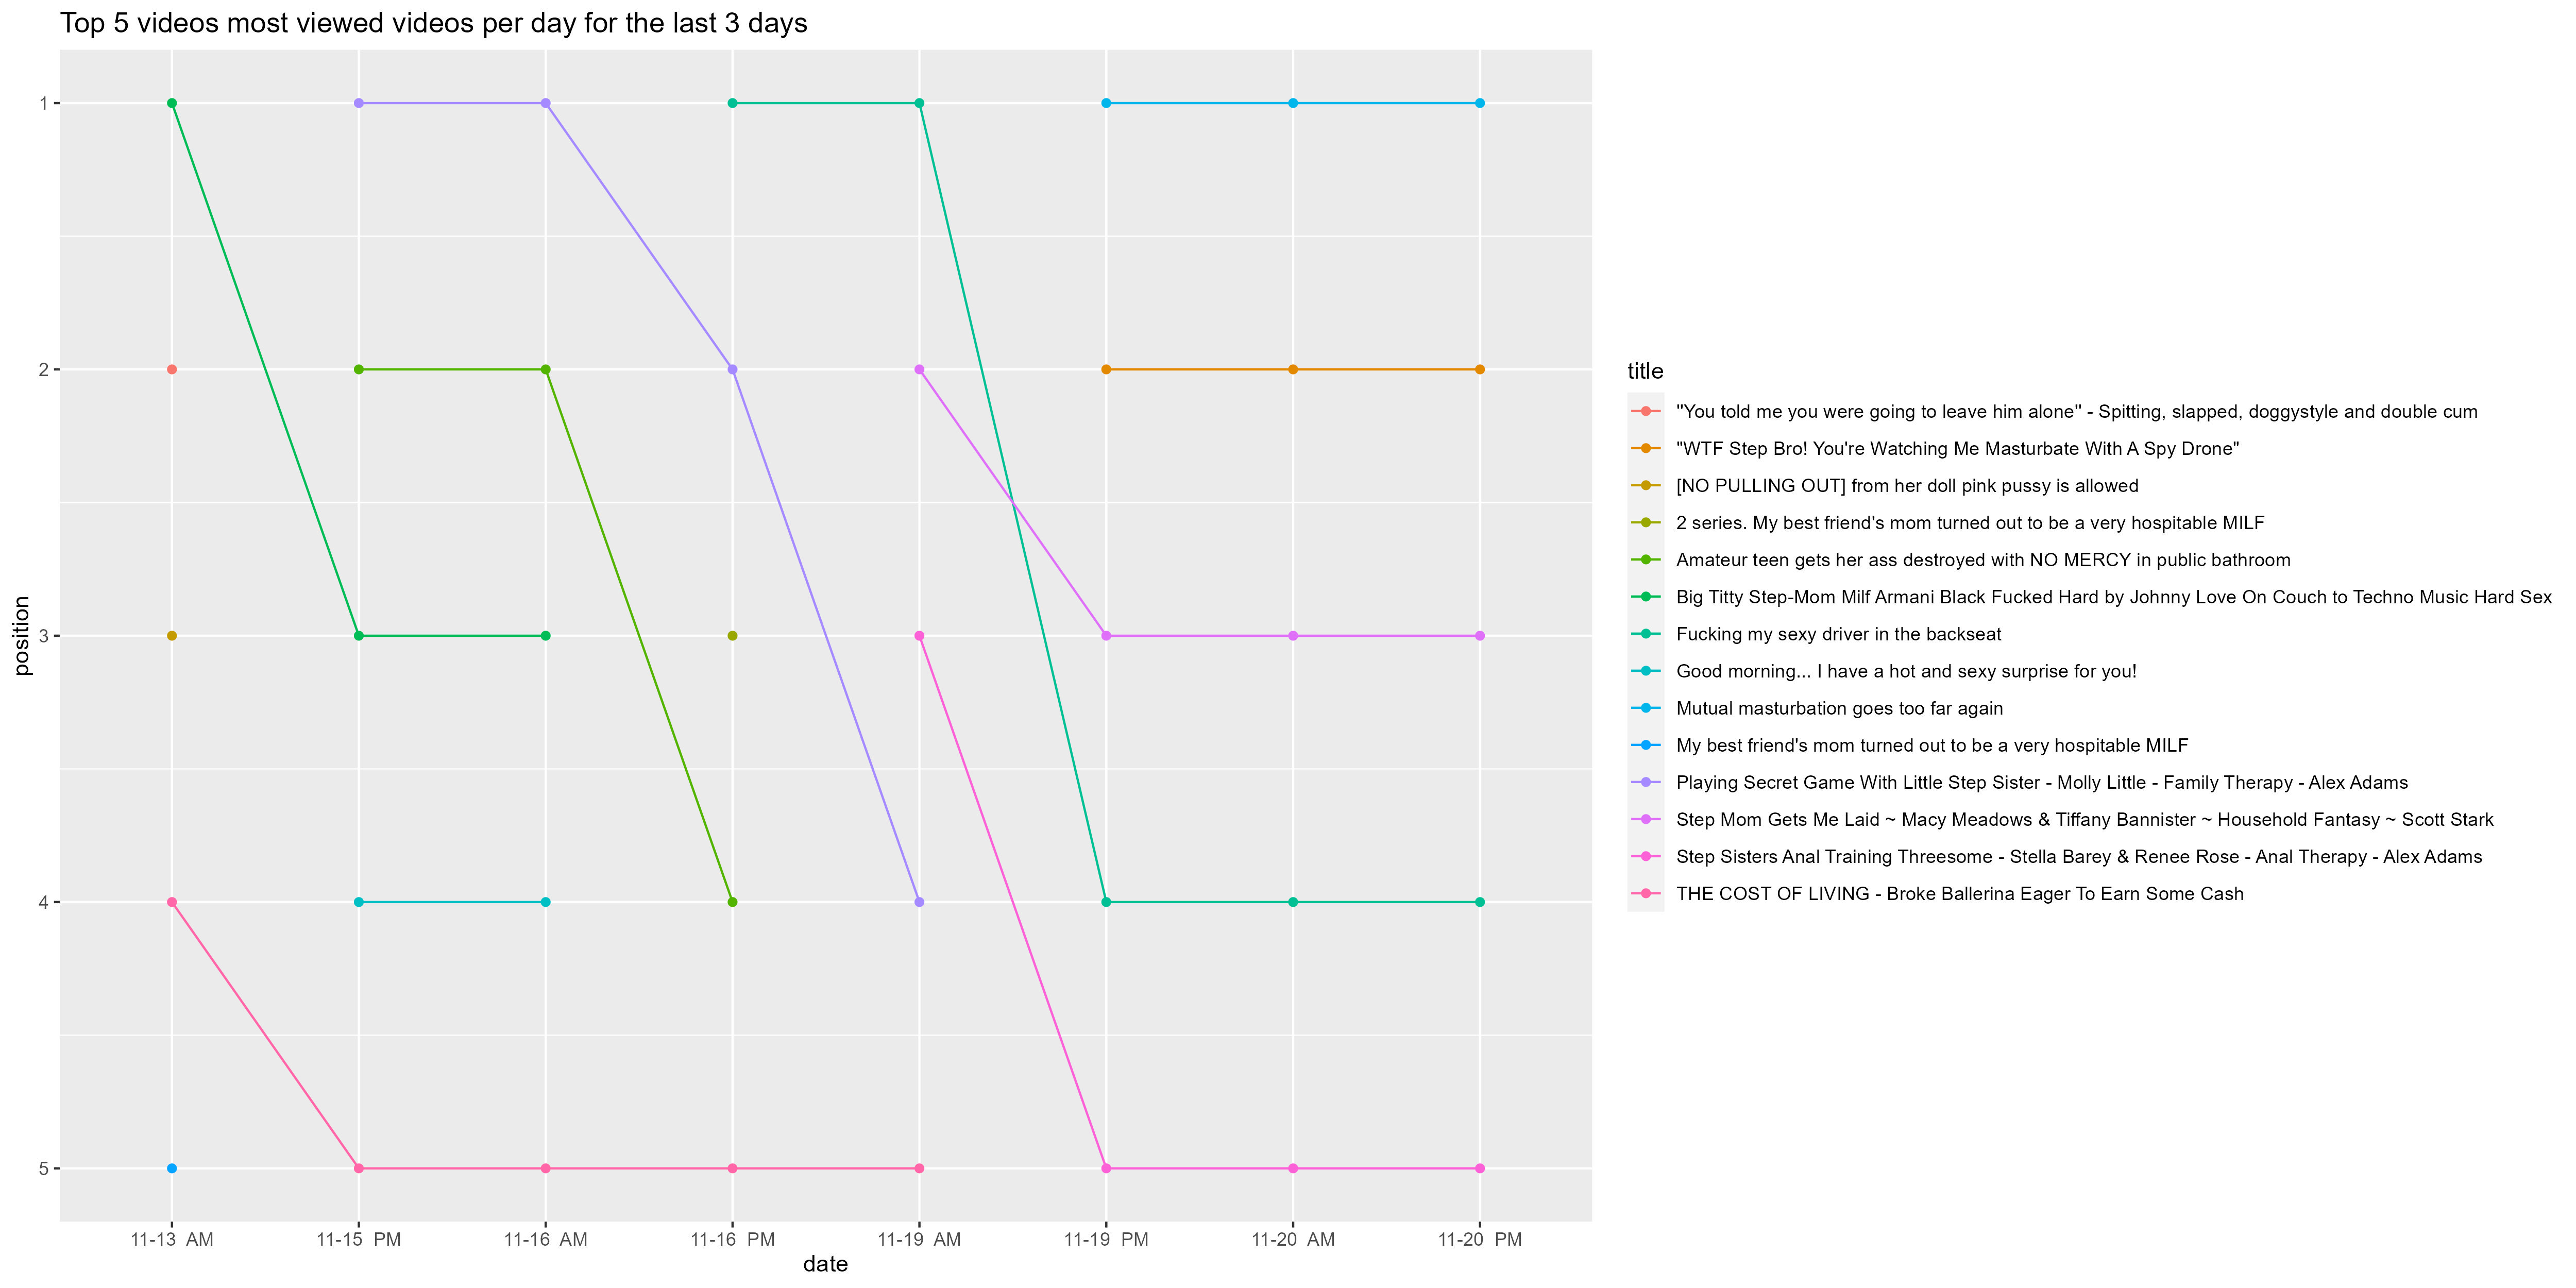 Top 5 videos most viewed videos per day for the last 3 days
position
1
2
3
4
5
11-13 AM
11-15 PM
11-16 AM
11-16 PM
11-19 AM
11-19 PM
11-20 AM
11-20 PM
date
title
"You told me you were going to leave him alone" - Spitting, slapped, doggystyle and double cum
"WTF Step Bro! You're Watching Me Masturbate With A Spy Drone"
[NO PULLING OUT] from her doll pink pussy is allowed
2 series. My best friend's mom turned out to be a very hospitable MILF
Amateur teen gets her ass destroyed with NO MERCY in public bathroom
Big Titty Step-Mom Milf Armani Black Fucked Hard by Johnny Love On Couch to Techno Music Hard Sex
Fucking my sexy driver in the backseat
Good morning... I have a hot and sexy surprise for you!
Mutual masturbation goes too far again
My best friend's mom turned out to be a very hospitable MILF
Playing Secret Game With Little Step Sister - Molly Little - Family Therapy - Alex Adams
Step Mom Gets Me Laid ~ Macy Meadows & Tiffany Bannister ~ Household Fantasy ~ Scott Stark
Step Sisters Anal Training Threesome - Stella Barey & Renee Rose - Anal Therapy - Alex Adams
THE COST OF LIVING - Broke Ballerina Eager To Earn Some Cash